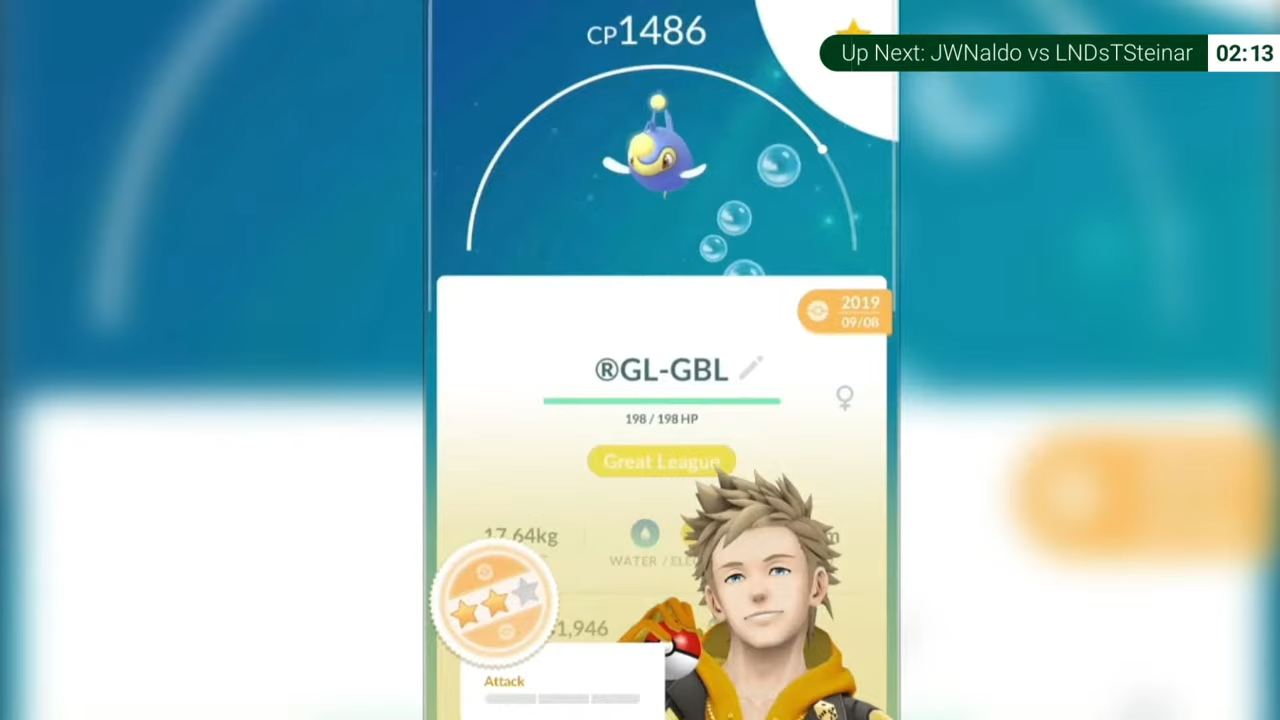 CP1486
Up Next: JWNaldo vs LNDsTSteinar 02:13
2019
09/08
®GL-GBL
198 / 198 HP
Great League
17.64kg
WATER / ELE
1,946
Attack